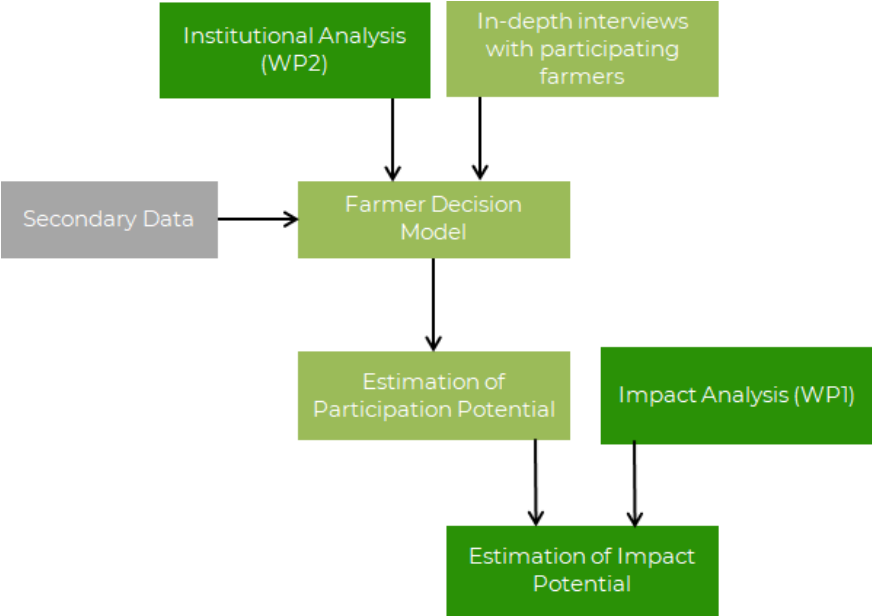 Institutional Analysis
(WP2)
In-depth interviews
with participating
farmers
Secondary Data
Farmer Decision
Model
Estimation of
Participation Potential
Impact Analysis (WP1)
Estimation of Impact
Potential